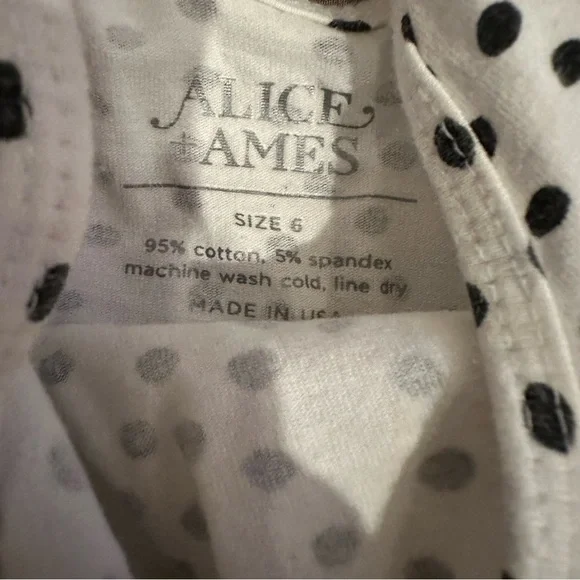 ALICE
+AMES
SIZE 6
95% cotton, 5% spandex
machine wash cold, line dry
MADE IN USA